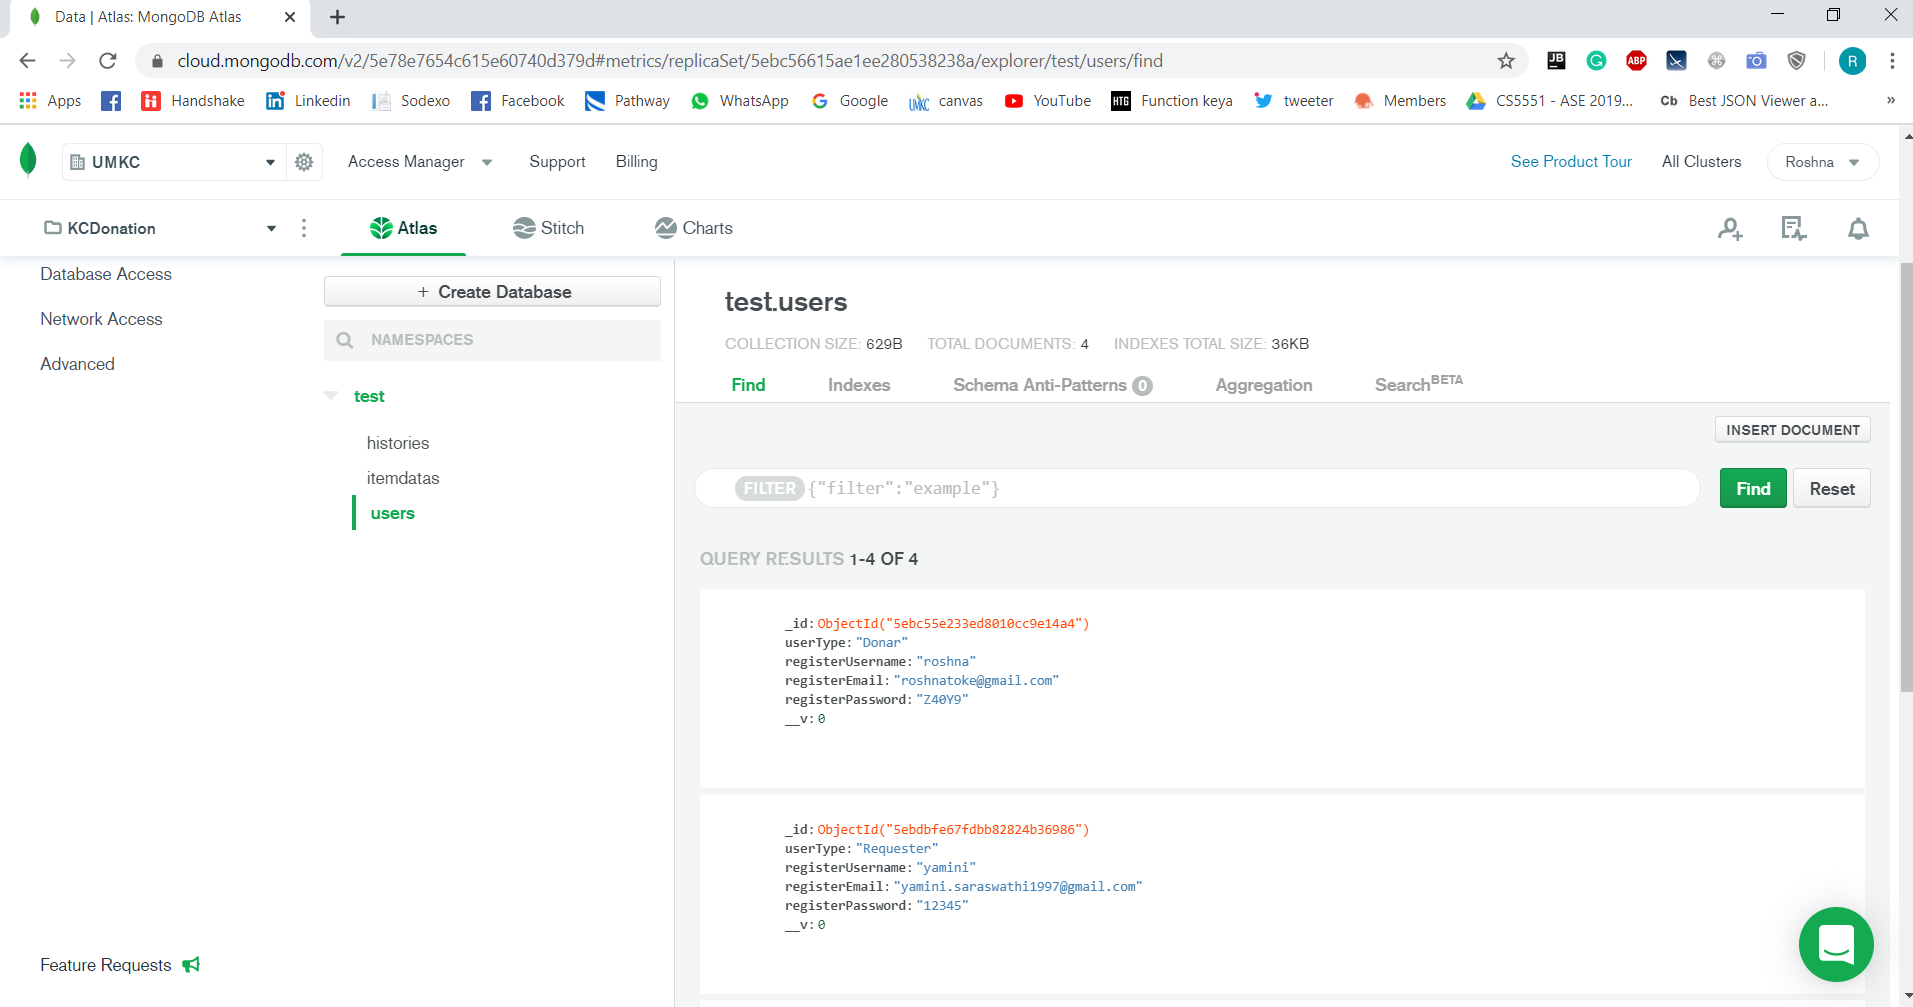 Data | Atlas: MongoDB Atlas
cloud.mongodb.com/v2/5e78e7654c615e60740d379d#metrics/replicaSet/5ebc56615ae1ee280538238a/explorer/test/users/find
JB ABP R
Apps Handshake Linkedin Sodexo Facebook Pathway WhatsApp Google UMKC canvas YouTube HTG Function keya tweeter Members CS5551 - ASE 2019... Cb Best JSON Viewer a... »
UMKC Access Manager Support Billing See Product Tour All Clusters Roshna
KCDonation Atlas Stitch Charts
Database Access
Network Access
Advanced
Feature Requests
+ Create Database
NAMESPACES
test
histories
itemdatas
users
test.users
COLLECTION SIZE: 629B TOTAL DOCUMENTS: 4 INDEXES TOTAL SIZE: 36KB
Find Indexes Schema Anti-Patterns 0 Aggregation Search BETA
INSERT DOCUMENT
FILTER {"filter":"example"} Find Reset
QUERY RESULTS 1-4 OF 4
_id: ObjectId("5ebc55e233ed8010cc9e14a4")
userType: "Donar"
registerUsername: "roshna"
registerEmail: "roshnatoke@gmail.com"
registerPassword: "Z40Y9"
__v: 0
_id: ObjectId("5ebdbfe67fdbb82824b36986")
userType: "Requester"
registerUsername: "yamini"
registerEmail: "yamini.saraswathi1997@gmail.com"
registerPassword: "12345"
__v: 0